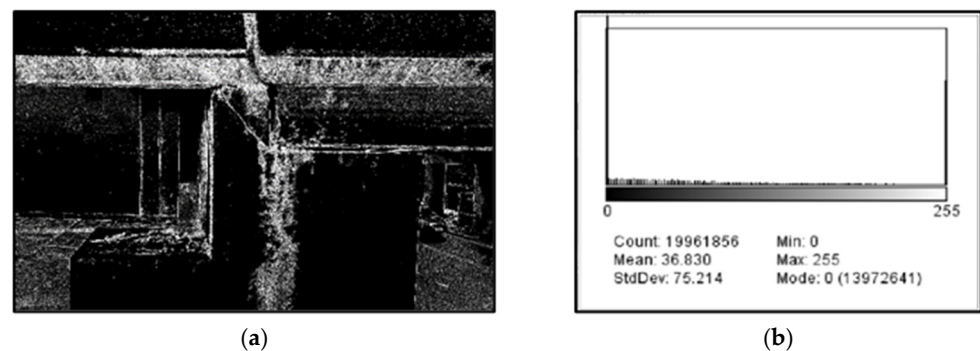 0 255
Count: 19961856 Min: 0
Mean: 36.830 Max: 255
StdDev: 75.214 Mode: 0 (13972641)
(a) (b)